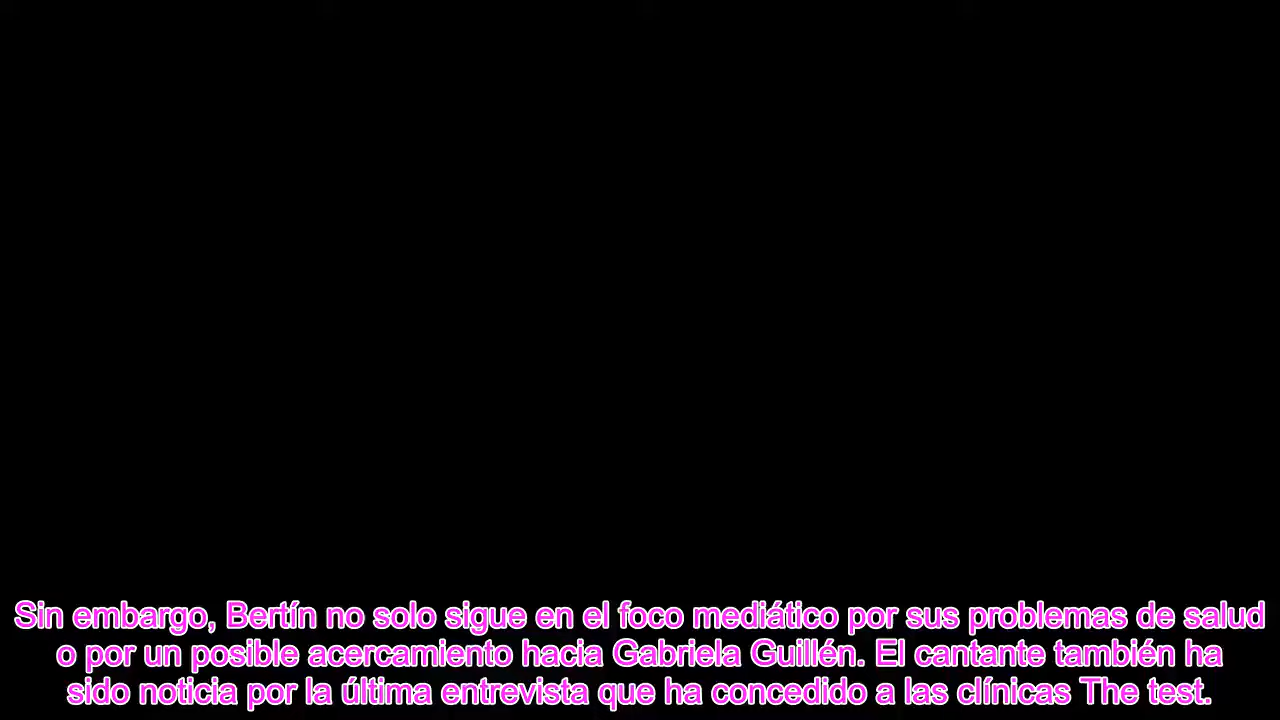 Sin embargo, Bertín no solo sigue en el foco mediático por sus problemas de salud
o por un posible acercamiento hacia Gabriela Guillén. El cantante también ha
sido noticia por la última entrevista que ha concedido a las clínicas The test.